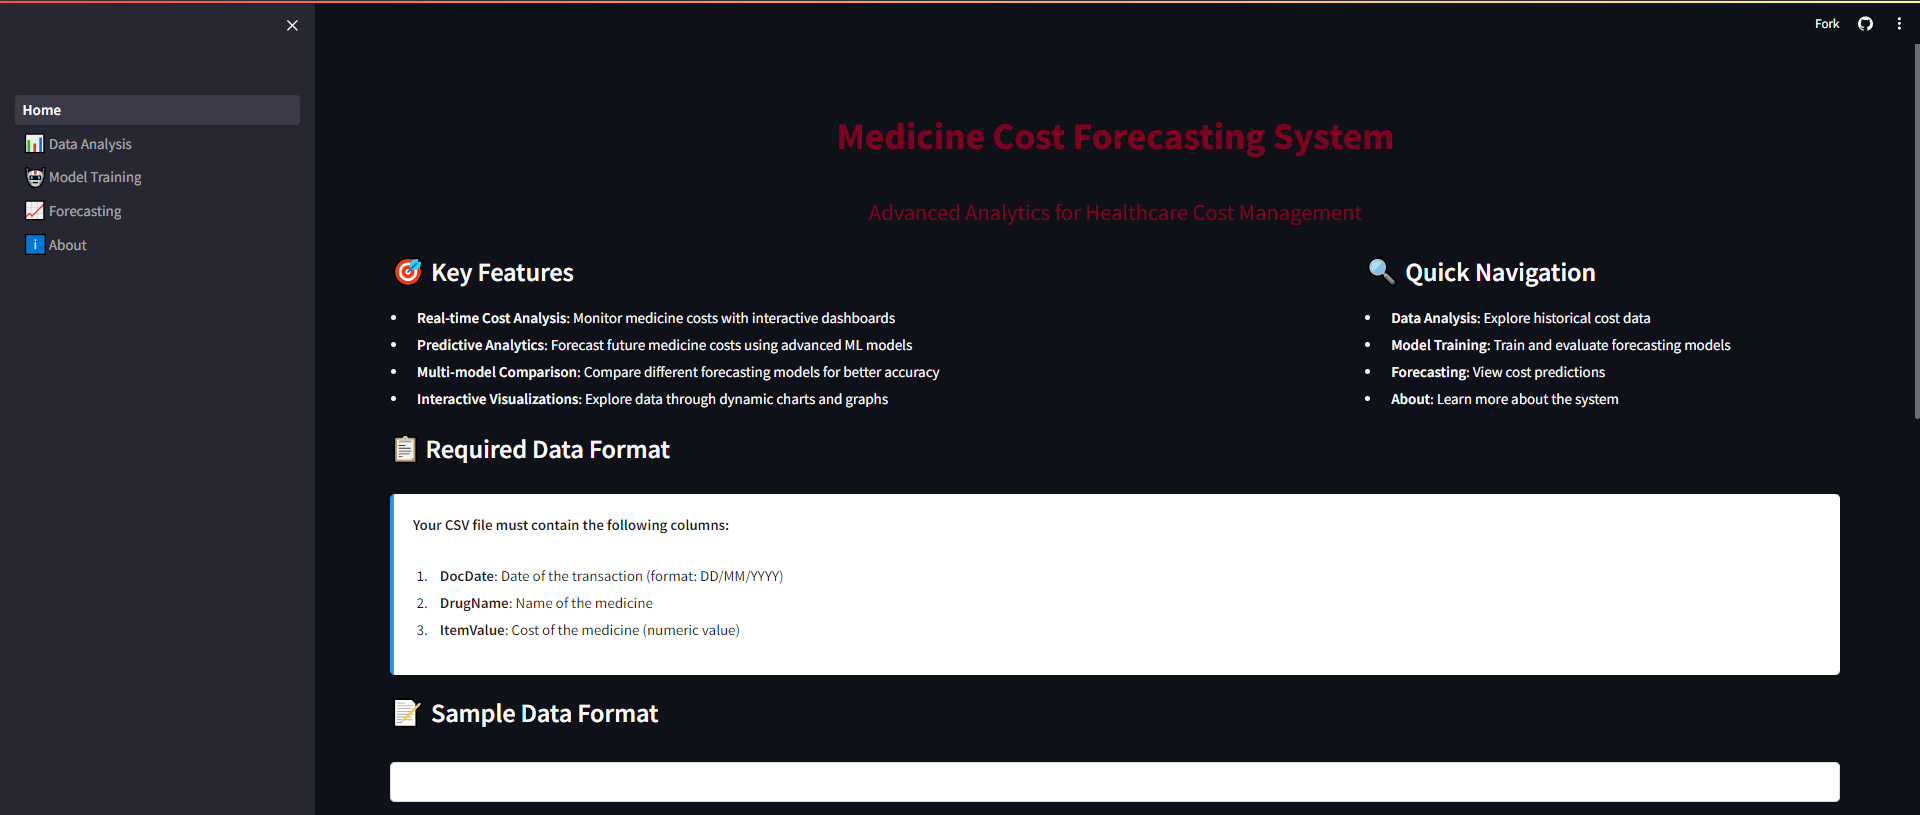 Fork
Home
Data Analysis
Model Training
Forecasting
i About
Medicine Cost Forecasting System
Advanced Analytics for Healthcare Cost Management
Key Features
• Real-time Cost Analysis: Monitor medicine costs with interactive dashboards
• Predictive Analytics: Forecast future medicine costs using advanced ML models
• Multi-model Comparison: Compare different forecasting models for better accuracy
• Interactive Visualizations: Explore data through dynamic charts and graphs
Quick Navigation
• Data Analysis: Explore historical cost data
• Model Training: Train and evaluate forecasting models
• Forecasting: View cost predictions
• About: Learn more about the system
Required Data Format
Your CSV file must contain the following columns:
1. DocDate: Date of the transaction (format: DD/MM/YYYY)
2. DrugName: Name of the medicine
3. ItemValue: Cost of the medicine (numeric value)
Sample Data Format